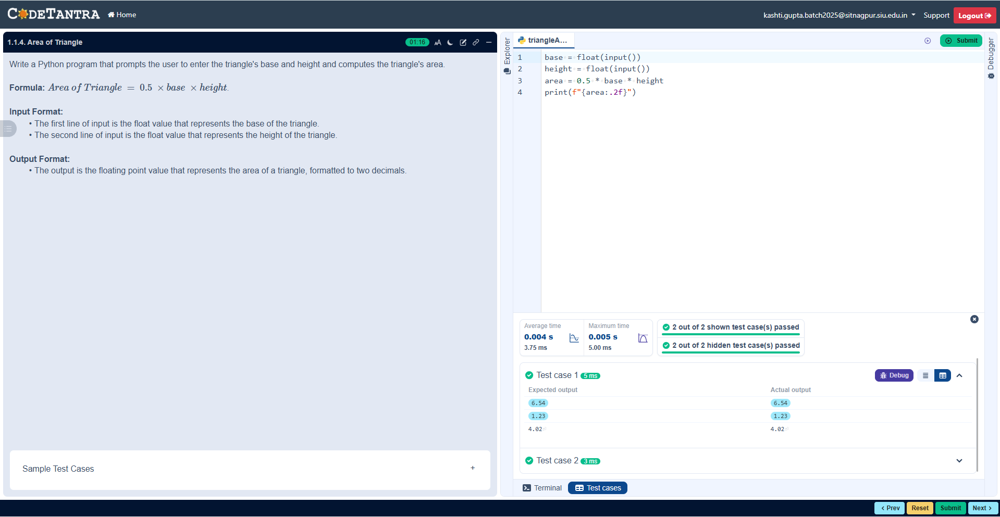 CODETANTRA Home
kashti.gupta.batch2025@sitnagpur.siu.edu.in Support Logout
1.1.4. Area of Triangle 01:16 AA
Write a Python program that prompts the user to enter the triangle's base and height and computes the triangle's area.
Formula: Area of Triangle = 0.5 × base × height.
Input Format:
• The first line of input is the float value that represents the base of the triangle.
• The second line of input is the float value that represents the height of the triangle.
Output Format:
• The output is the floating point value that represents the area of a triangle, formatted to two decimals.
Sample Test Cases +
Explorer
triangleA...
Submit
Debugger
1 base = float(input())
2 height = float(input())
3 area = 0.5 * base * height
4 print(f"{area:.2f}")
Average time
0.004 s
3.75 ms
Maximum time
0.005 s
5.00 ms
2 out of 2 shown test case(s) passed
2 out of 2 hidden test case(s) passed
Test case 1 5 ms
Debug
Expected output Actual output
6.54 6.54
1.23 1.23
4.02 4.02
Test case 2 3 ms
Terminal Test cases
< Prev Reset Submit Next >